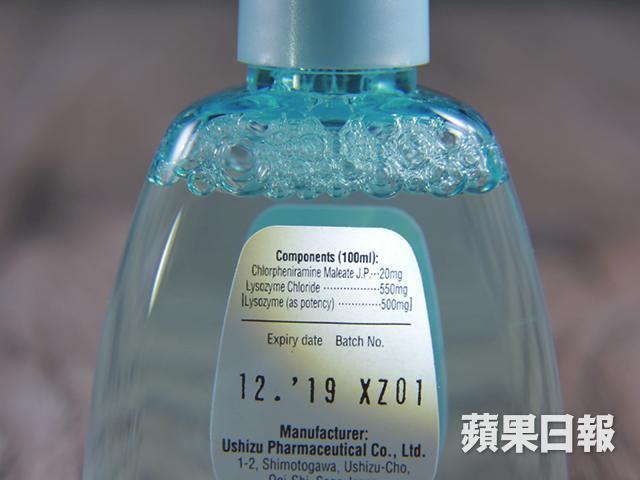 Components (100ml):
Chlorpheniramine Maleate J.P.···20mg
Lysozyme Chloride ··················550mg
[Lysozyme (as potency) ·············500mg]
Expiry date Batch No.
12.'19 XZ01
Manufacturer:
Ushizu Pharmaceutical Co., Ltd.
1-2, Shimotogawa, Ushizu-Cho,
蘋果日報